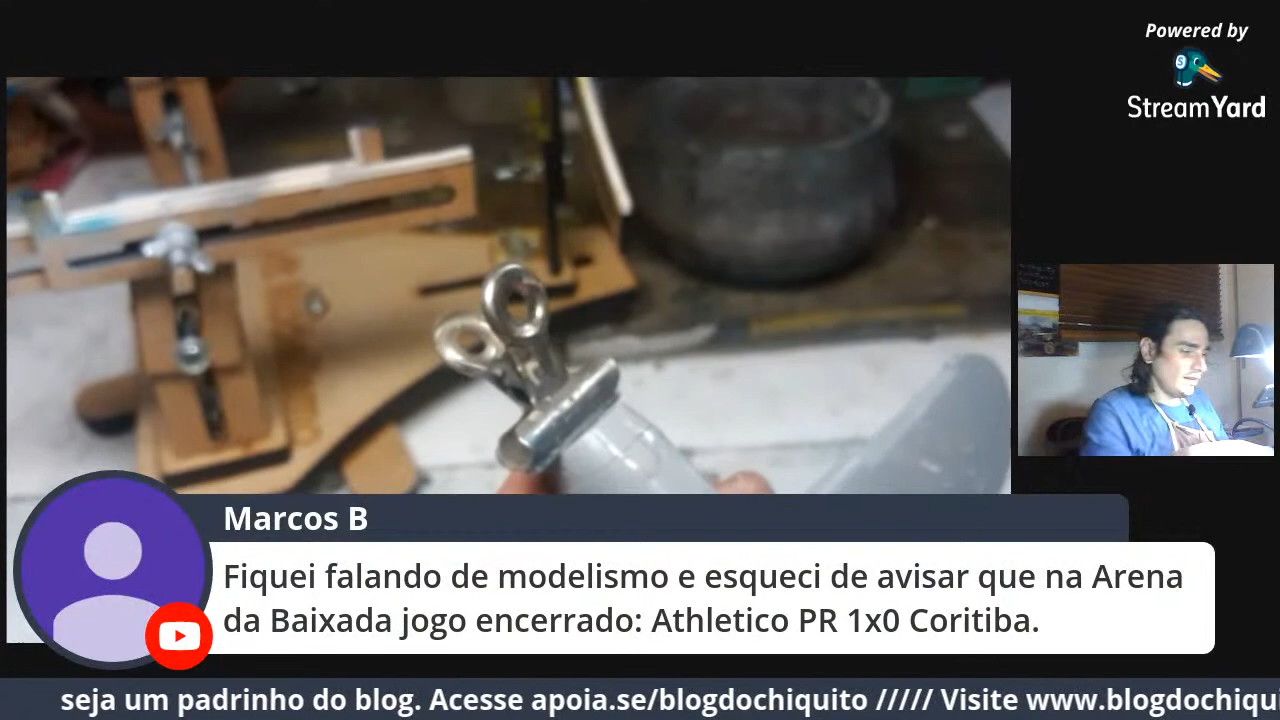 Powered by
StreamYard
Marcos B
Fiquei falando de modelismo e esqueci de avisar que na Arena
da Baixada jogo encerrado: Athletico PR 1x0 Coritiba.
seja um padrinho do blog. Acesse apoia.se/blogdochiquito ///// Visite www.blogdochiqu